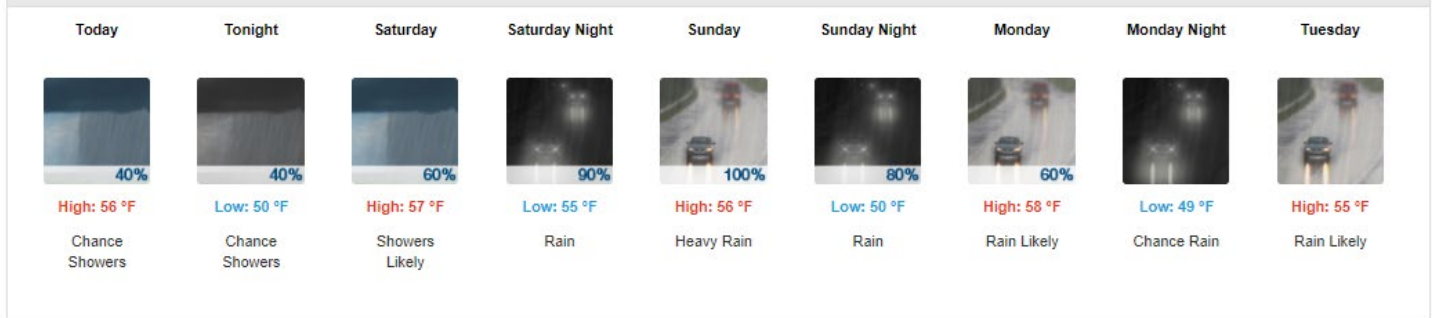 Today
Tonight
Saturday
Saturday Night
Sunday
Sunday Night
Monday
Monday Night
Tuesday
40%
40%
60%
90%
100%
80%
60%
High: 56 °F
Low: 50 °F
High: 57 °F
Low: 55 °F
High: 56 °F
Low: 50 °F
High: 58 °F
Low: 49 °F
High: 55 °F
Chance
Showers
Chance
Showers
Showers
Likely
Rain
Heavy Rain
Rain
Rain Likely
Chance Rain
Rain Likely